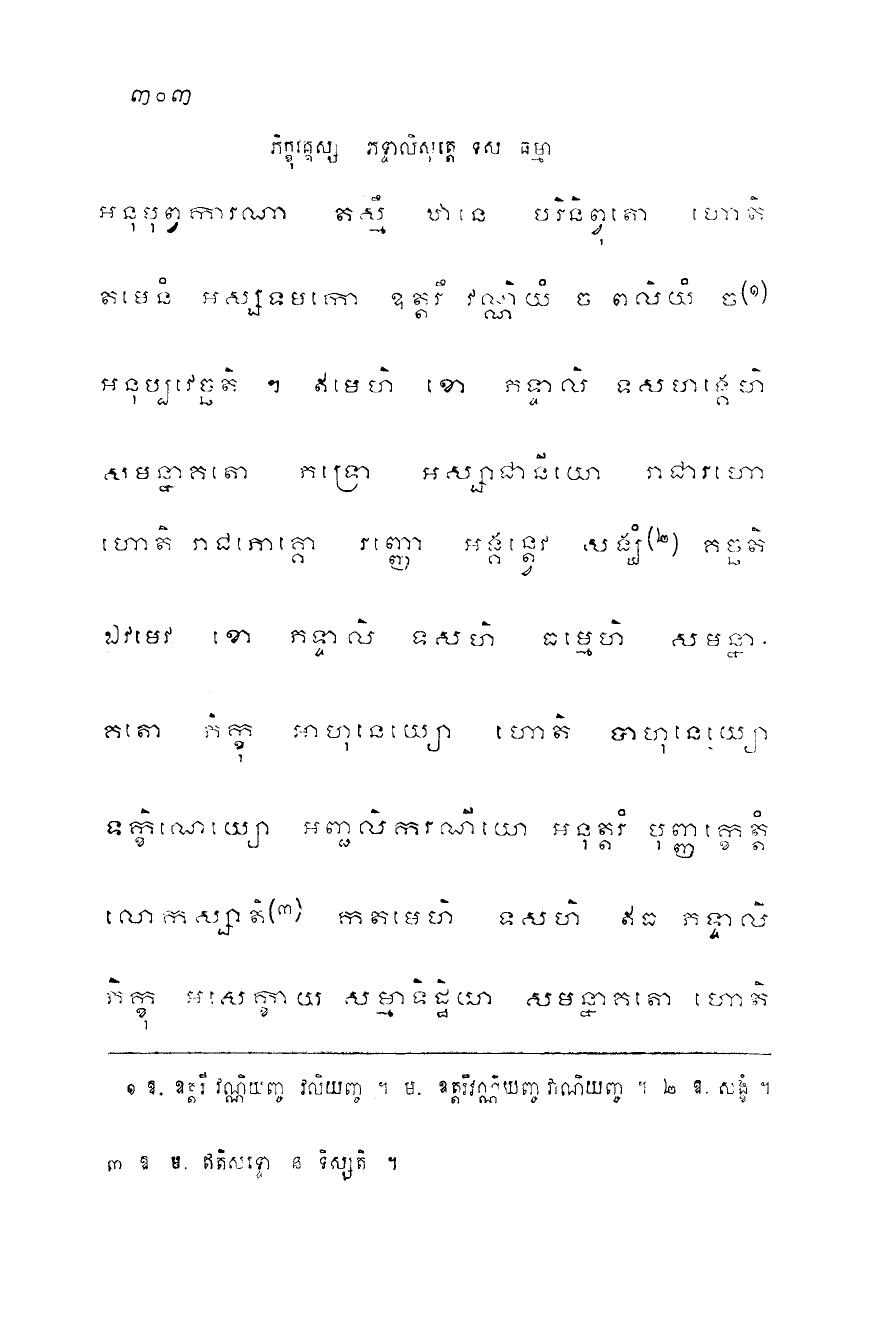 ៣០៣
ភិក្ខុវគ្គស្ស ភទ្ទាលិសុត្តេ ទស ធម្មា
អនុបុព្វការណា តស្មឹ ឋានេ បរិនិព្វុតោ ហោតិ
តមេនំ អស្សទមកោ ឧត្តរឹ វណ្ណិយំ ច ពលិយំ ច(១)
អនុប្បវេច្ឆតិ ។ ឥមេហិ ខោ ភទ្ទាលិ ទសហង្គេហិ
សមន្នាគតោ ភទ្រោ អស្សាជានីយោ រាជារហោ
ហោតិ រាជភោគ្គោ រញ្ញោ អង្គន្ត្វេវ សង្ឃ្យំ(២) គច្ឆតិ
ឯវមេវ ខោ ភទ្ទាលិ ទសហិ ធម្មេហិ សមន្នា-
គតោ ភិក្ខុ អាហុនេយ្យោ ហោតិ បាហុនេយ្យោ
ទក្ខិណេយ្យោ អញ្ជលិករណីយោ អនុត្តរំ បុញ្ញក្ខេត្តំ
លោកស្សាតិ(៣) កតមេហិ ទសហិ ឥធ ភទ្ទាលិ
ភិក្ខុ អសេក្ខាយ សម្មាទិដ្ឋិយា សមន្នាគតោ ហោតិ
១ ឧ. ឧត្តរឹ វណ្ណិយញ្ច វលិយញ្ច ។ ម. ឧត្តរឹវណ្ណិយញ្ច វាណិយញ្ច ។ ២ ឧ. សង្ខំ ។
៣ ឧ ម. ឥតិសទ្ទោ ន ទិស្សតិ ។